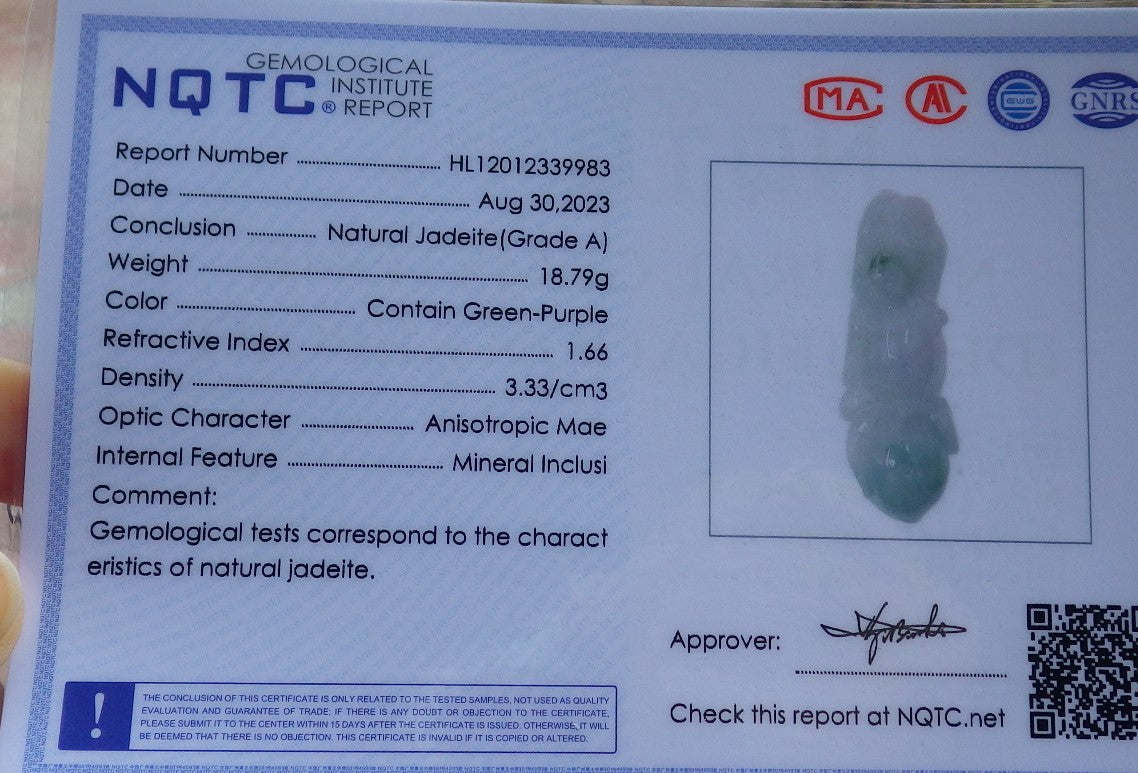 NQTC® GEMOLOGICAL
INSTITUTE
REPORT
MA
CGWS
GNRS
Report Number HL12012339983
Date Aug 30,2023
Conclusion Natural Jadeite(Grade A)
Weight 18.79g
Color Contain Green-Purple
Refractive Index 1.66
Density 3.33/cm3
Optic Character Anisotropic Mae
Internal Feature Mineral Inclusi
Comment:
Gemological tests correspond to the charact
eristics of natural jadeite.
Approver:
Check this report at NQTC.net
!
THE CONCLUSION OF THIS CERTIFICATE IS ONLY RELATED TO THE TESTED SAMPLES, NOT USED AS QUALITY
EVALUATION AND GUARANTEE OF TRADE; IF THERE IS ANY DOUBT OR OBJECTION TO THE CERTIFICATE,
PLEASE SUBMIT IT TO THE CENTER WITHIN 15 DAYS AFTER THE CERTIFICATE IS ISSUED. OTHERWISE, IT WILL
BE DEEMED THAT THERE IS NO OBJECTION. THIS CERTIFICATE IS INVALID IF IT IS COPIED OR ALTERED.